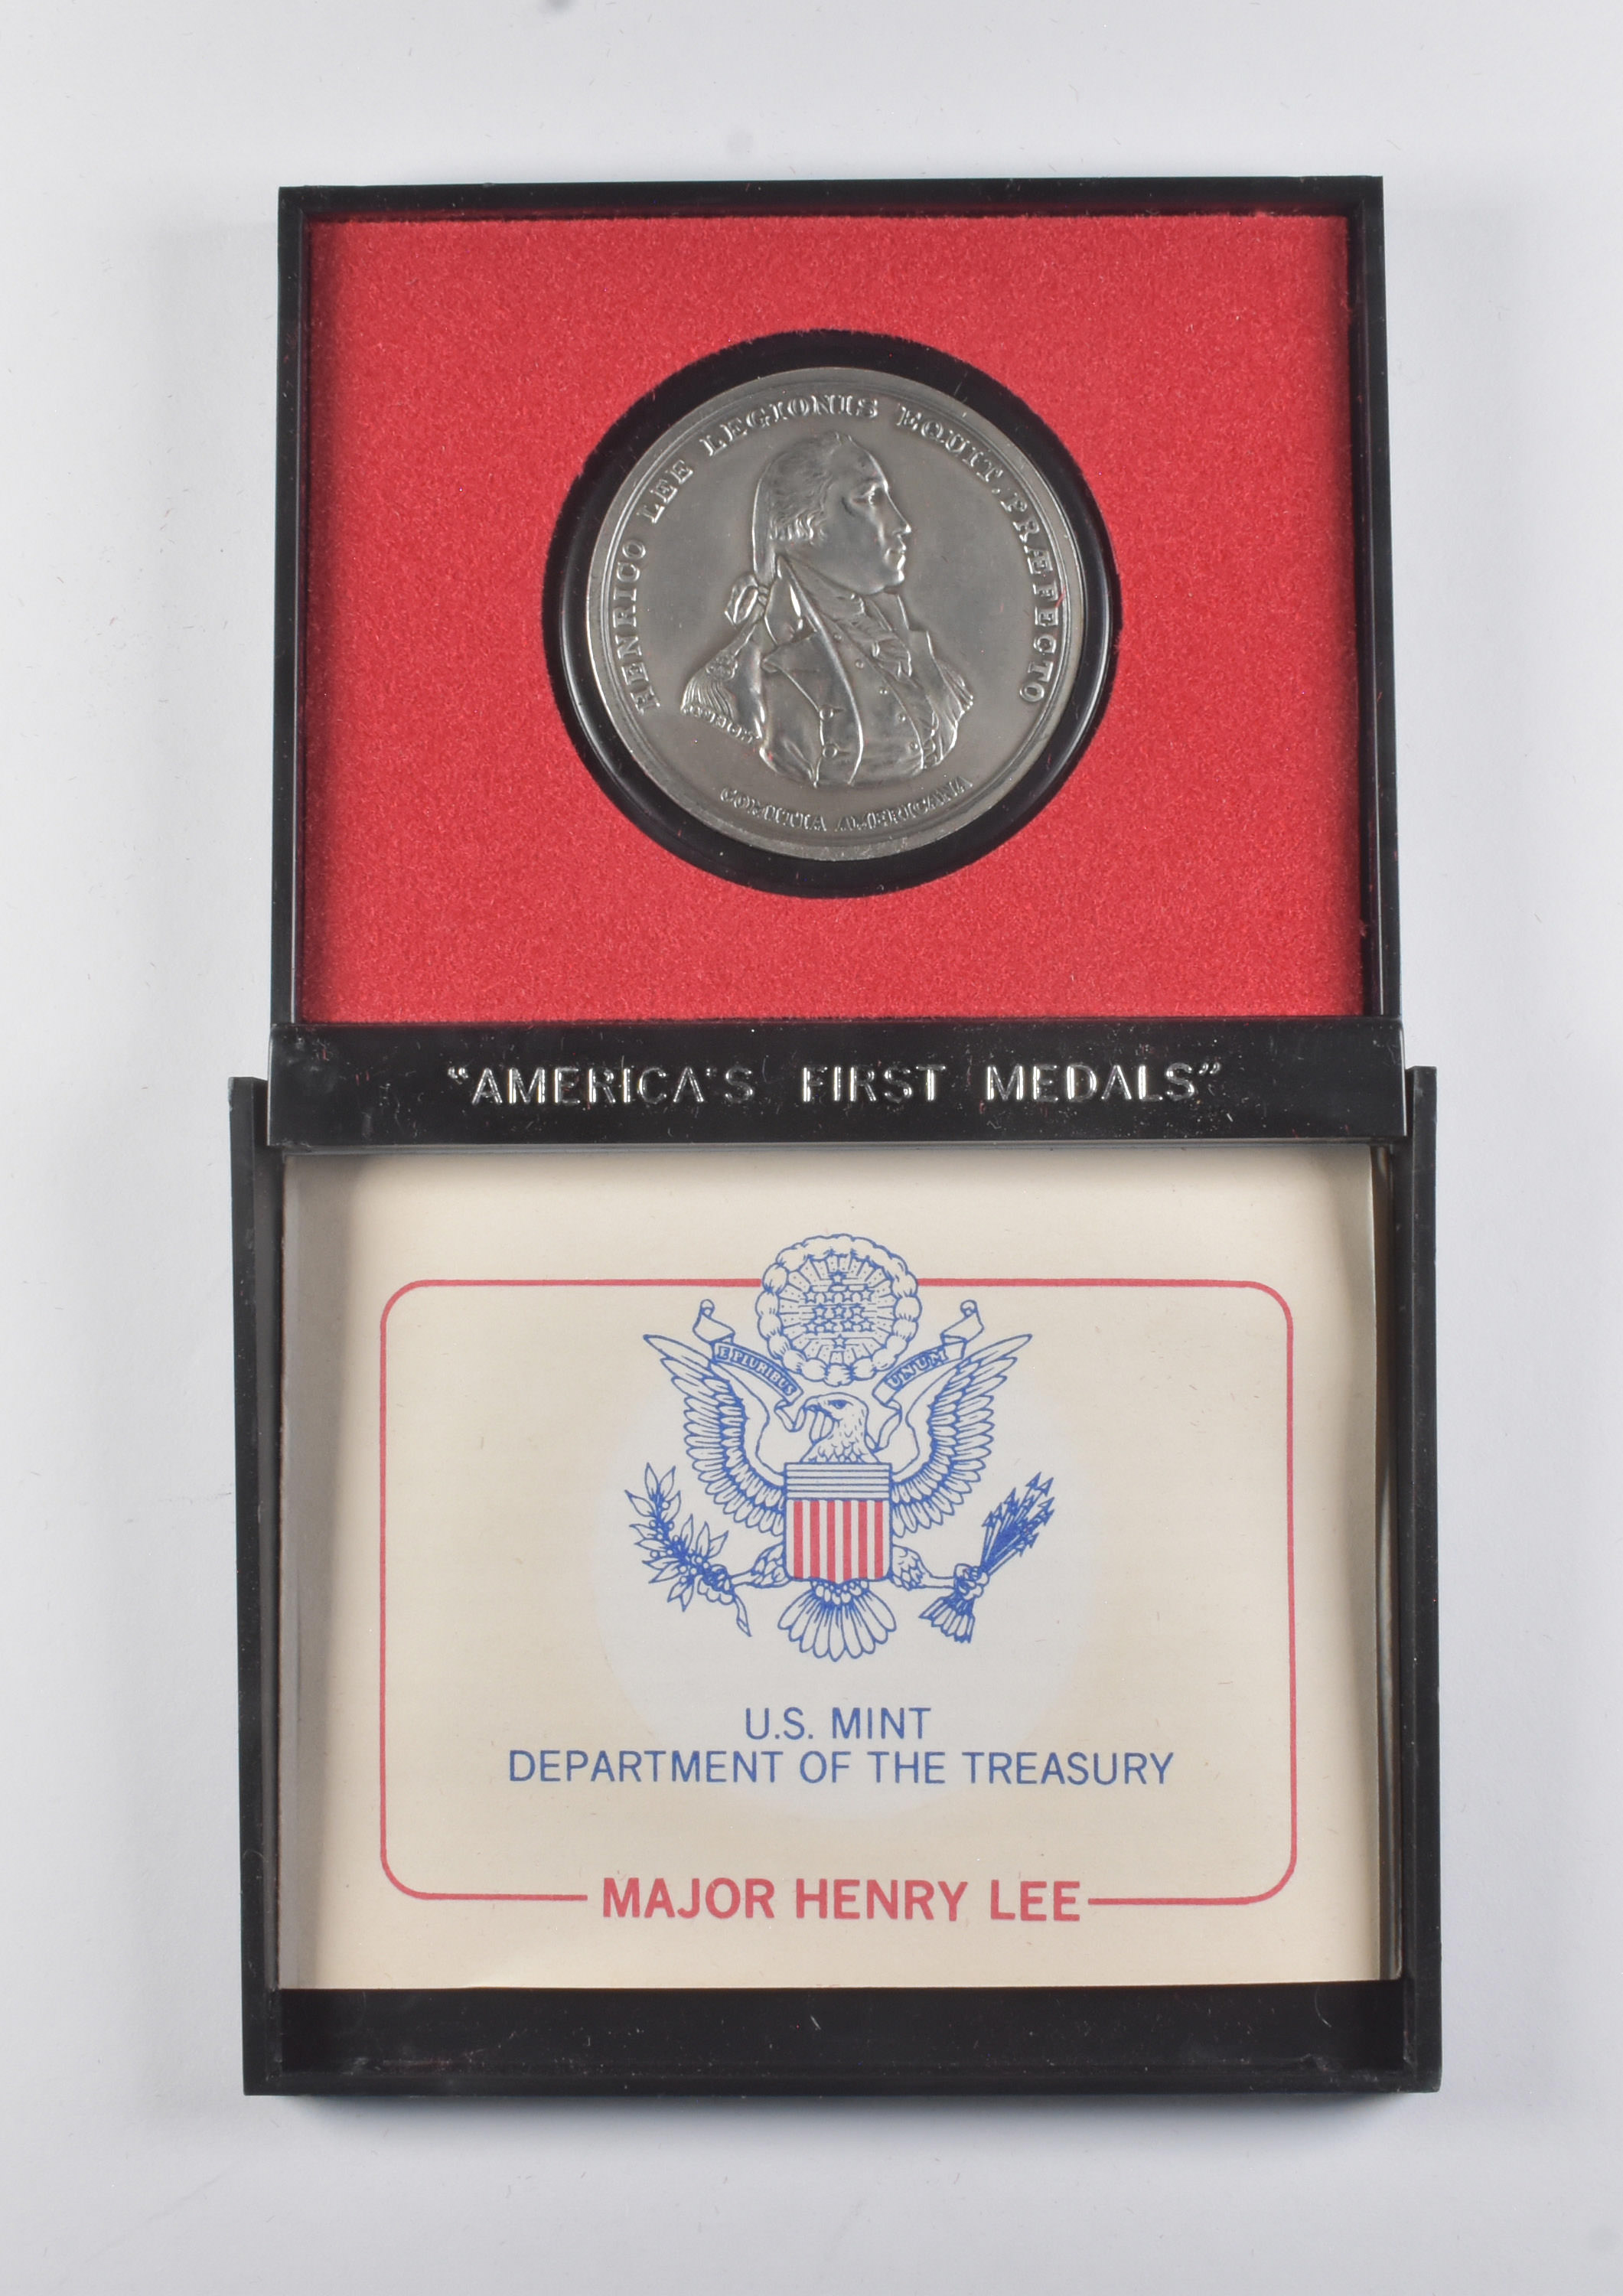 HENRICO LEE LEGIONIS EQUIT. PRÆFECTO
COMITIA AMERICANA
"AMERICA'S FIRST MEDALS"
E PLURIBUS UNUM
U.S. MINT
DEPARTMENT OF THE TREASURY
MAJOR HENRY LEE